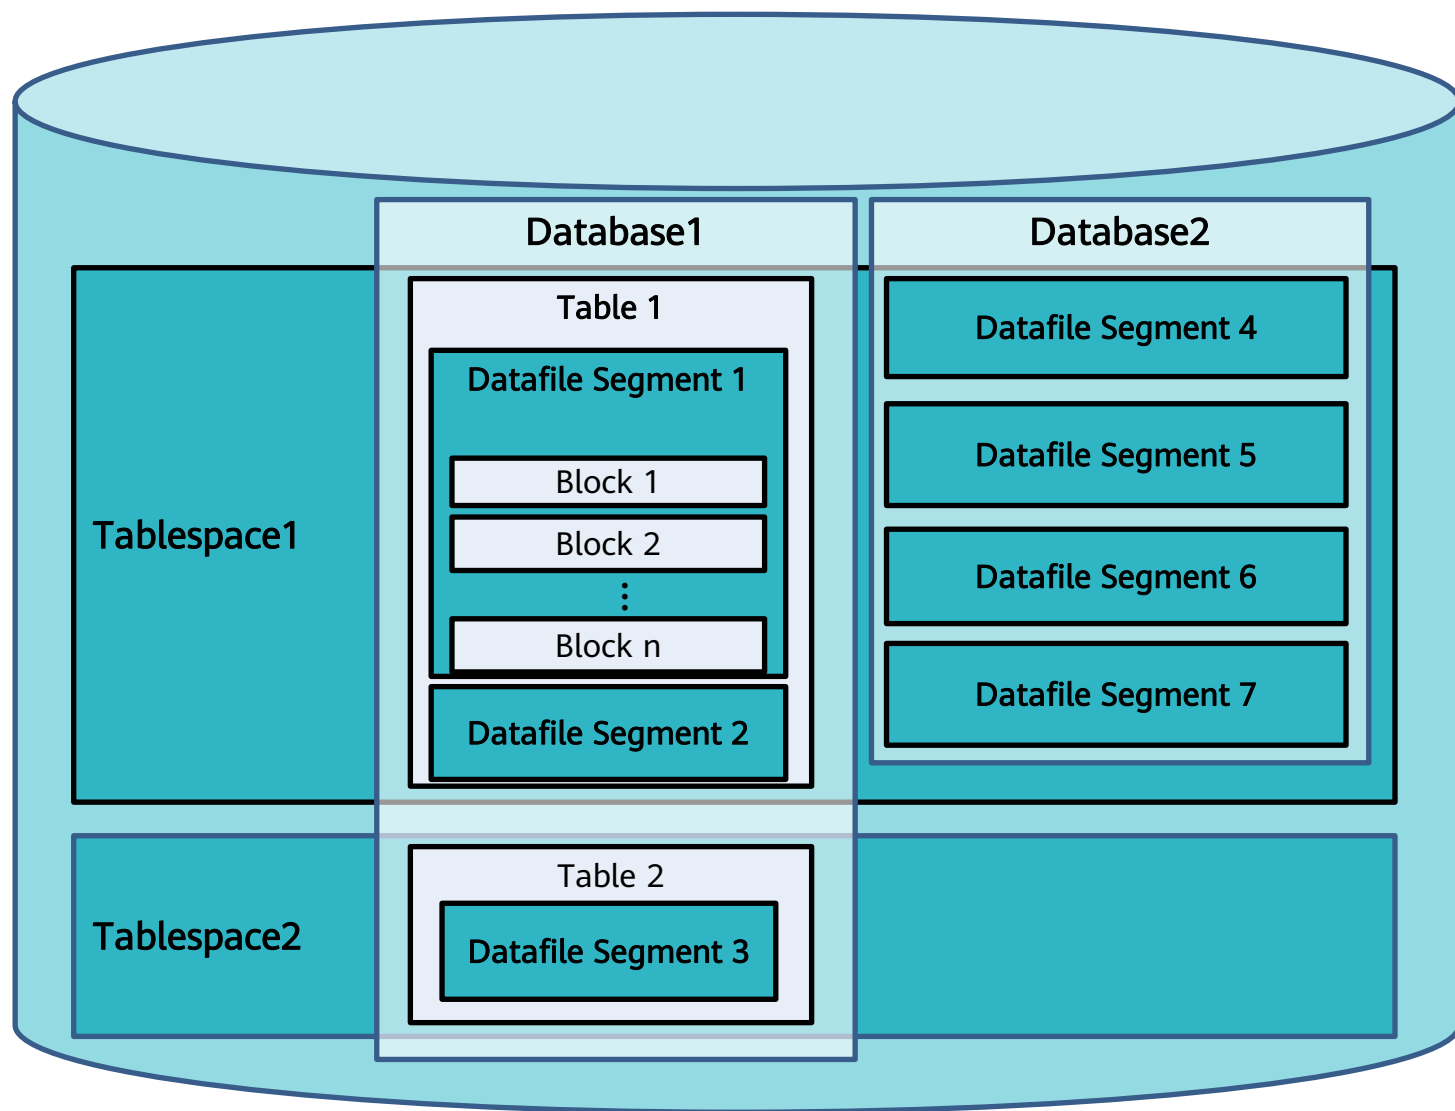 Database1
Database2
Tablespace1
Table 1
Datafile Segment 1
Block 1
Block 2
⋮
Block n
Datafile Segment 2
Datafile Segment 4
Datafile Segment 5
Datafile Segment 6
Datafile Segment 7
Tablespace2
Table 2
Datafile Segment 3